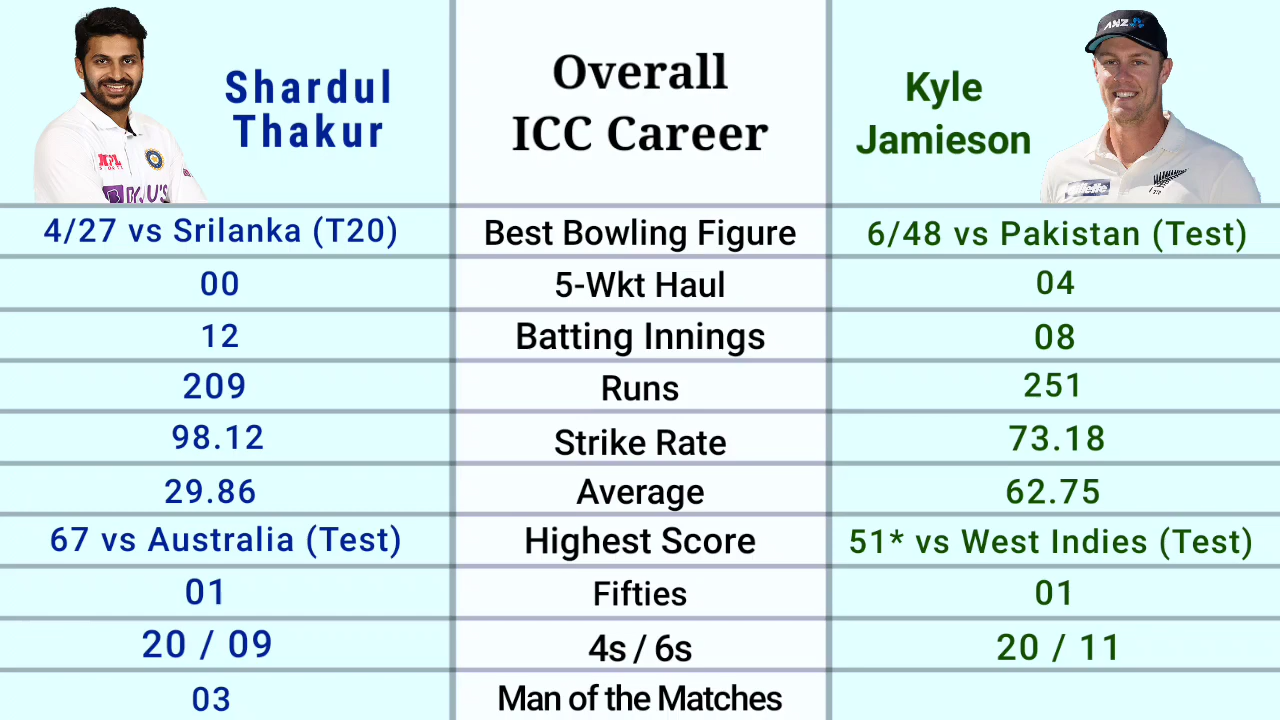 Shardul
Thakur
Overall
ICC Career
Kyle
Jamieson
ANZ
4/27 vs Srilanka (T20)
Best Bowling Figure
6/48 vs Pakistan (Test)
00
5-Wkt Haul
04
12
Batting Innings
08
209
Runs
251
98.12
Strike Rate
73.18
29.86
Average
62.75
67 vs Australia (Test)
Highest Score
51* vs West Indies (Test)
01
Fifties
01
20 / 09
4s / 6s
20 / 11
03
Man of the Matches